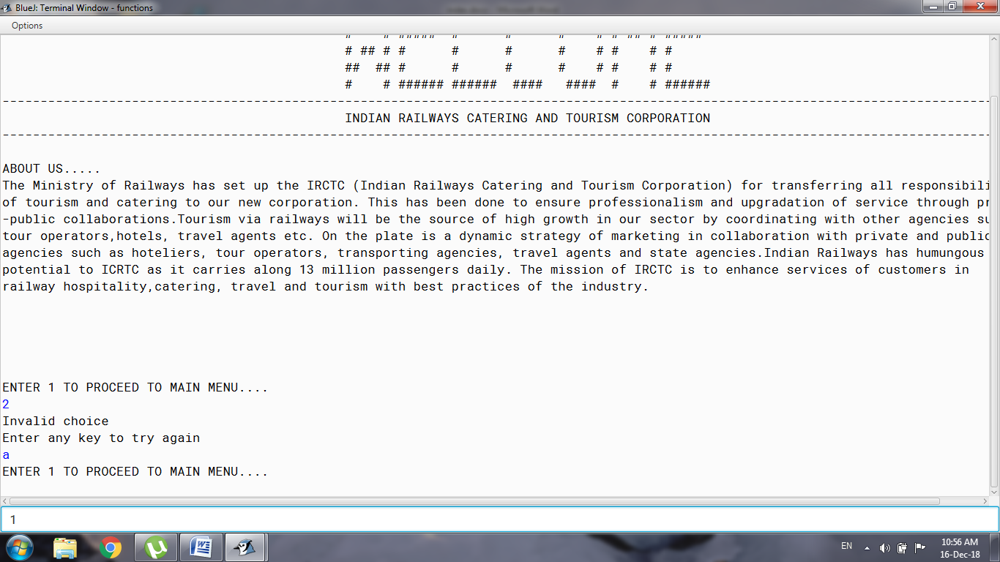 BlueJ: Terminal Window - functions
Options
# ## # #      #      #      #    # #    # #
##  ## #      #      #      #    # #    # #
#    # ###### ######  ####   ####  #    # ######
INDIAN RAILWAYS CATERING AND TOURISM CORPORATION
ABOUT US.....
The Ministry of Railways has set up the IRCTC (Indian Railways Catering and Tourism Corporation) for transferring all responsibili
of tourism and catering to our new corporation. This has been done to ensure professionalism and upgradation of service through pr
-public collaborations.Tourism via railways will be the source of high growth in our sector by coordinating with other agencies su
tour operators,hotels, travel agents etc. On the plate is a dynamic strategy of marketing in collaboration with private and public
agencies such as hoteliers, tour operators, transporting agencies, travel agents and state agencies.Indian Railways has humungous
potential to ICRTC as it carries along 13 million passengers daily. The mission of IRCTC is to enhance services of customers in
railway hospitality,catering, travel and tourism with best practices of the industry.
ENTER 1 TO PROCEED TO MAIN MENU....
2
Invalid choice
Enter any key to try again
a
ENTER 1 TO PROCEED TO MAIN MENU....
1
EN
10:56 AM
16-Dec-18